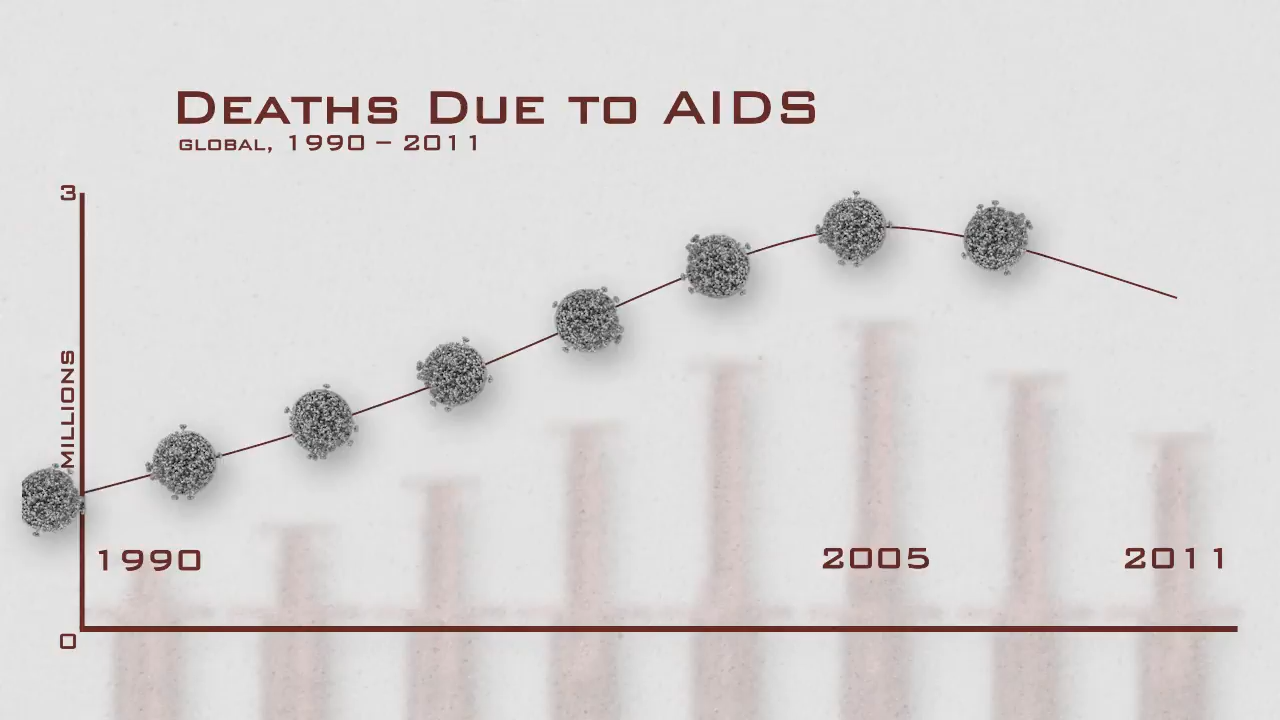 DEATHS DUE TO AIDS
GLOBAL, 1990 – 2011
3
MILLIONS
1990
2005
2011
0